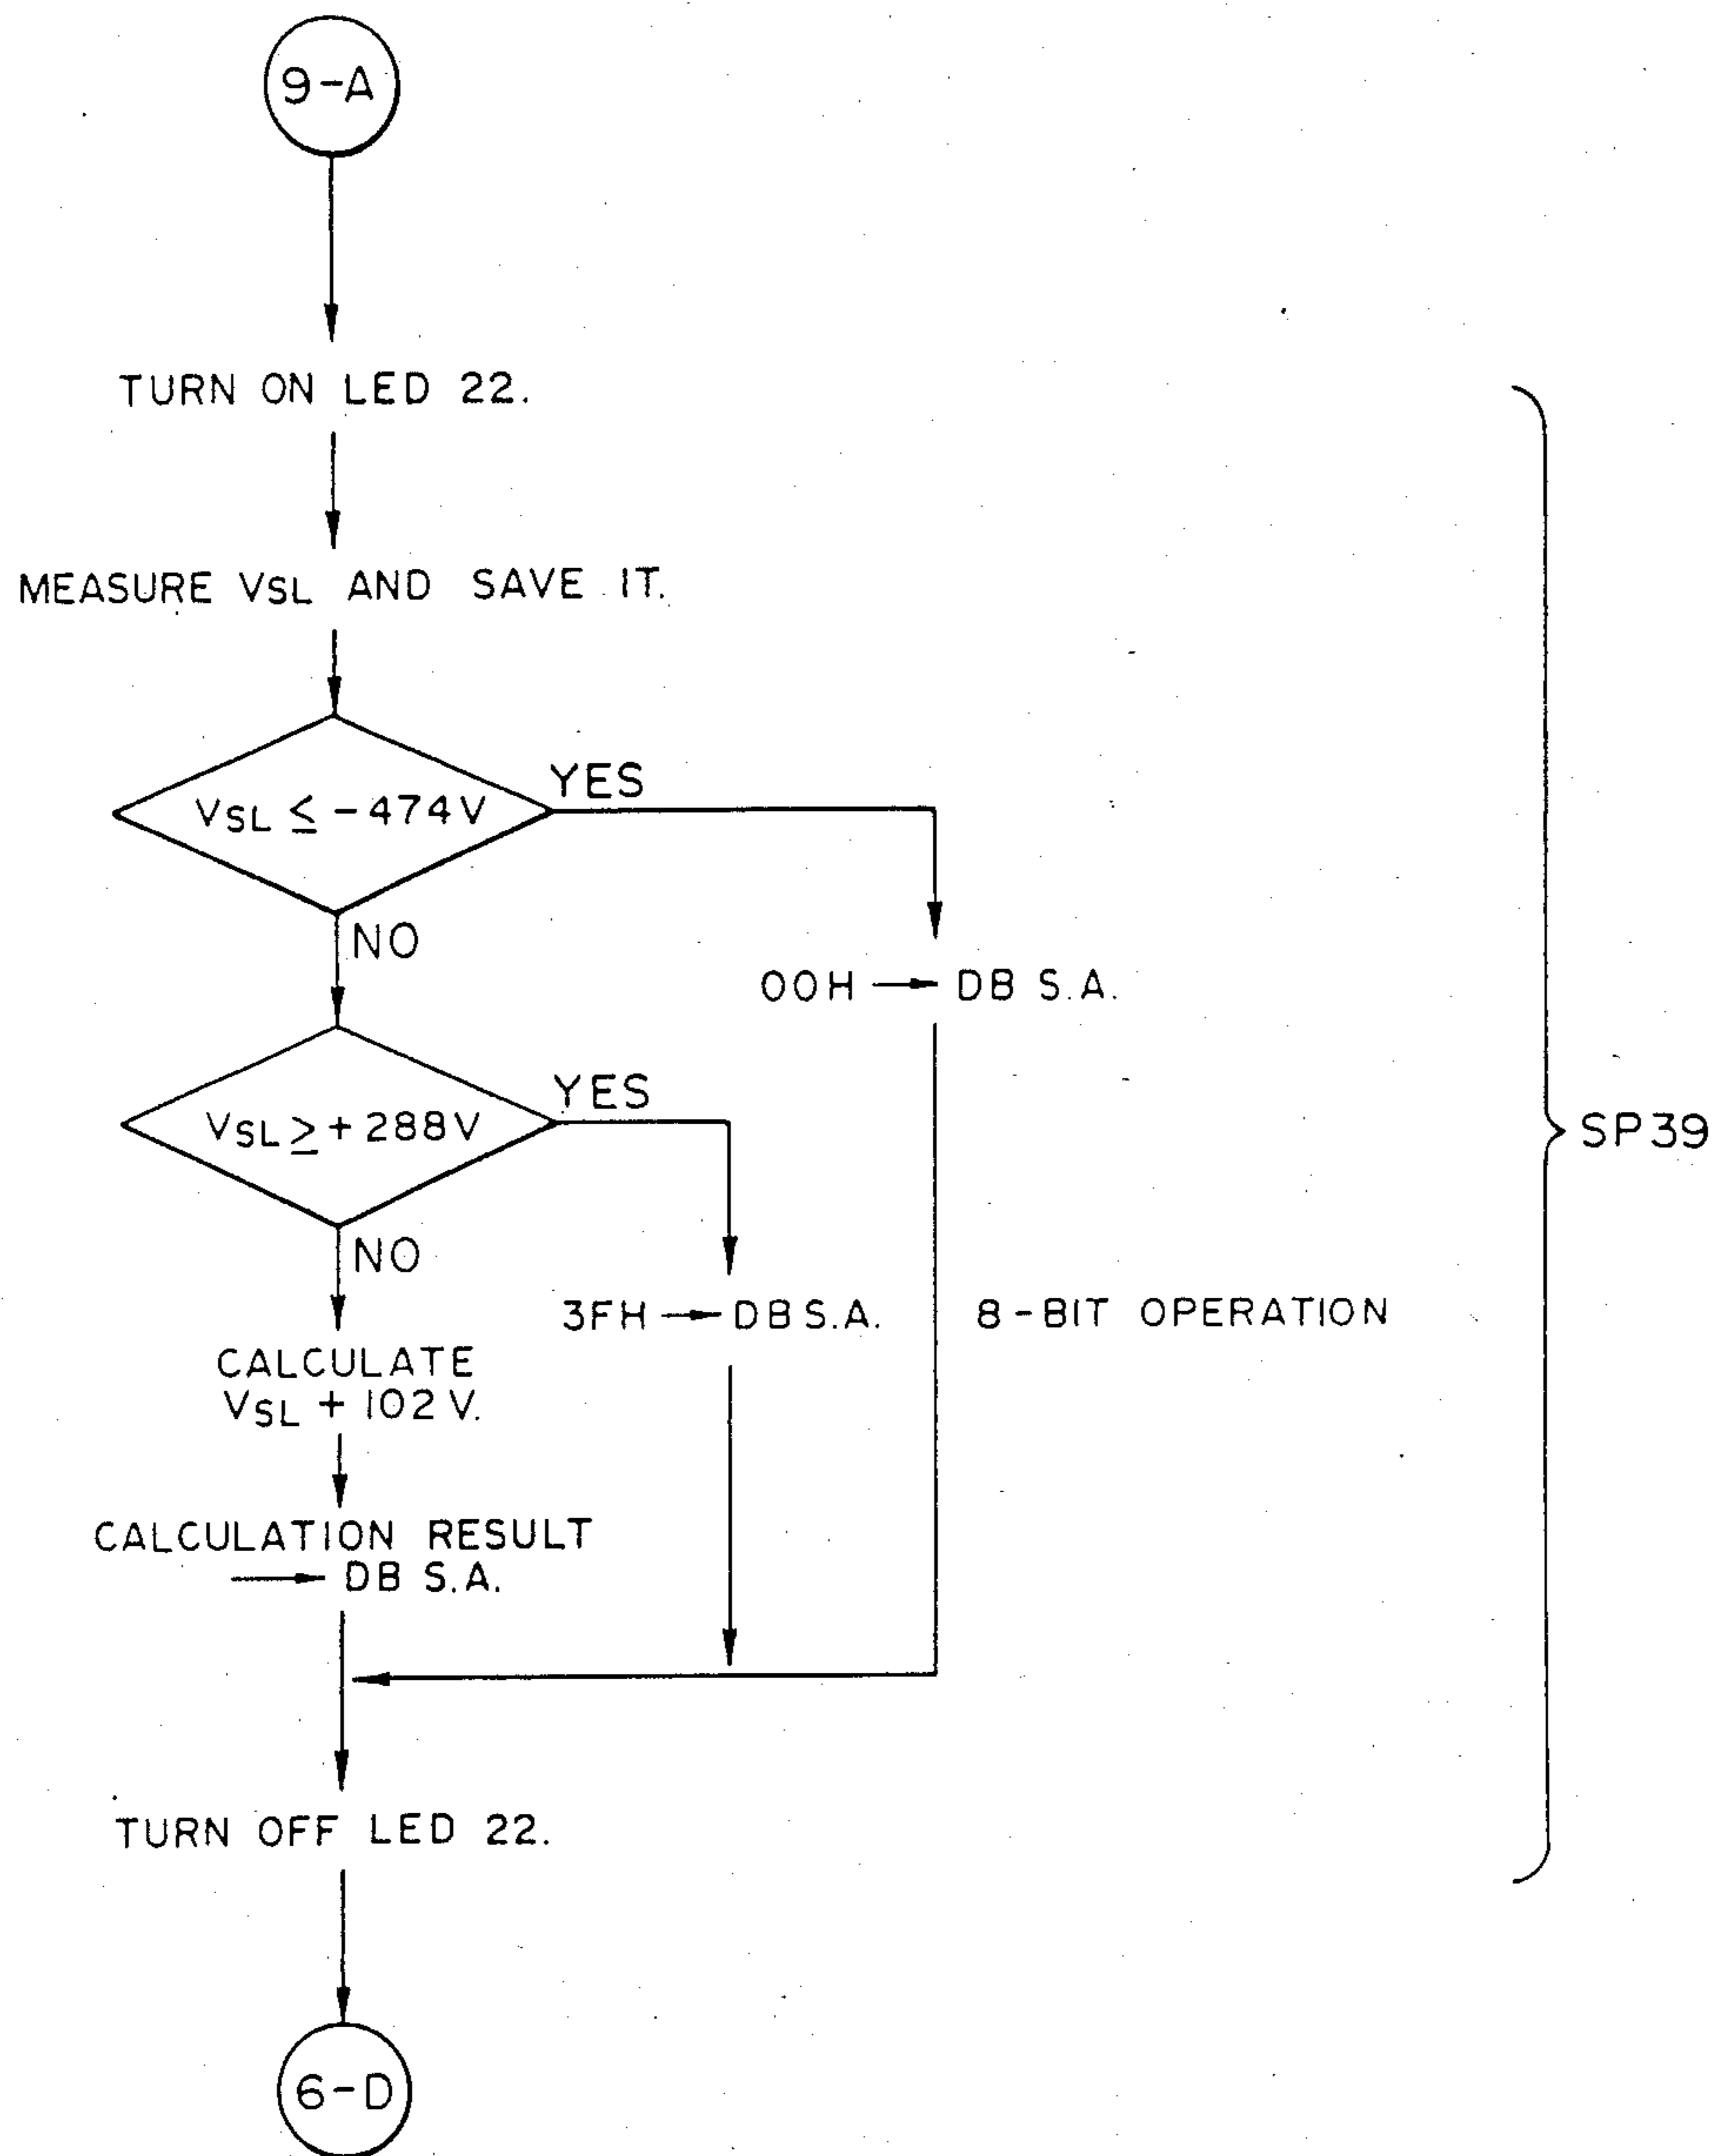 9-A
TURN ON LED 22.
MEASURE VSL AND SAVE IT.
VSL ≤ -474V
YES
NO
00H → DB S.A.
VSL ≥ +288V
YES
NO
3FH → DB S.A.
8-BIT OPERATION
SP39
CALCULATE
VSL + 102V.
CALCULATION RESULT
→ DB S.A.
TURN OFF LED 22.
6-D